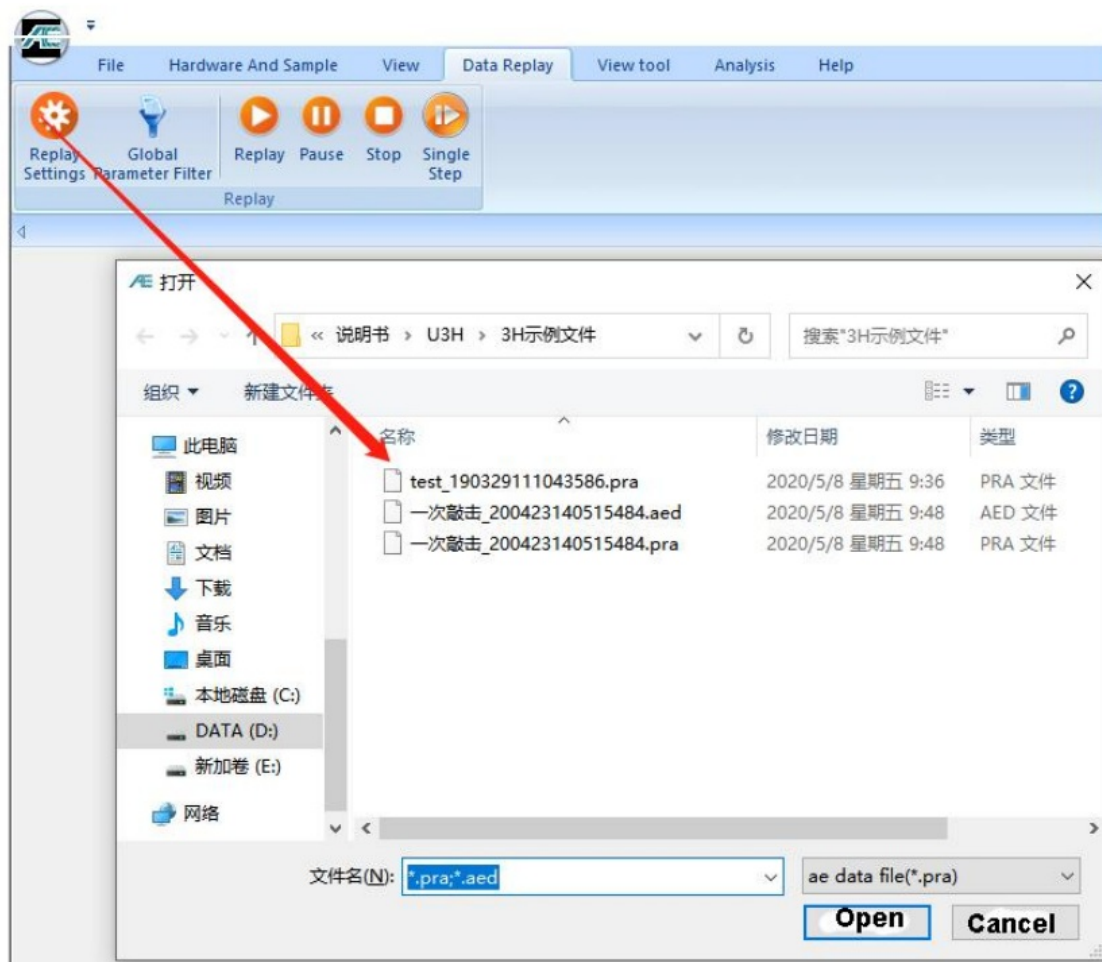 AE
File Hardware And Sample View Data Replay View tool Analysis Help
Replay Settings Global Parameter Filter Replay Pause Stop Single Step
Replay
AE 打开
« 说明书 › U3H › 3H示例文件 搜索"3H示例文件"
组织 新建文件夹
名称 修改日期 类型
此电脑
视频
图片
文档
下载
音乐
桌面
本地磁盘 (C:)
DATA (D:)
新加卷 (E:)
网络
test_190329111043586.pra 2020/5/8 星期五 9:36 PRA 文件
一次敲击_200423140515484.aed 2020/5/8 星期五 9:48 AED 文件
一次敲击_200423140515484.pra 2020/5/8 星期五 9:48 PRA 文件
文件名(N): *.pra;*.aed ae data file(*.pra)
Open Cancel